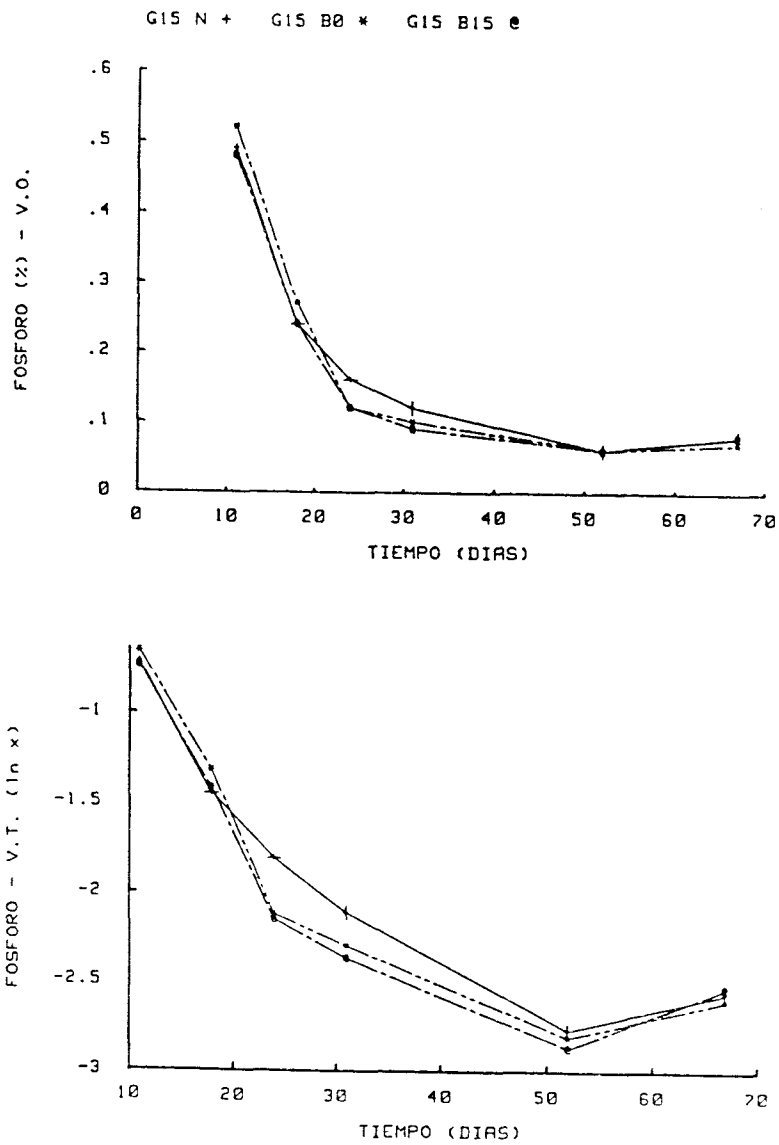 G15 N + G15 B0 * G15 B15 @
.6
.5
.4
.3
.2
.1
0
FOSFORO (%) - V.O.
0 10 20 30 40 50 60 70
TIEMPO (DIAS)
-1
-1.5
-2
-2.5
-3
FOSFORO - V.T. (ln x)
10 20 30 40 50 60 70
TIEMPO (DIAS)